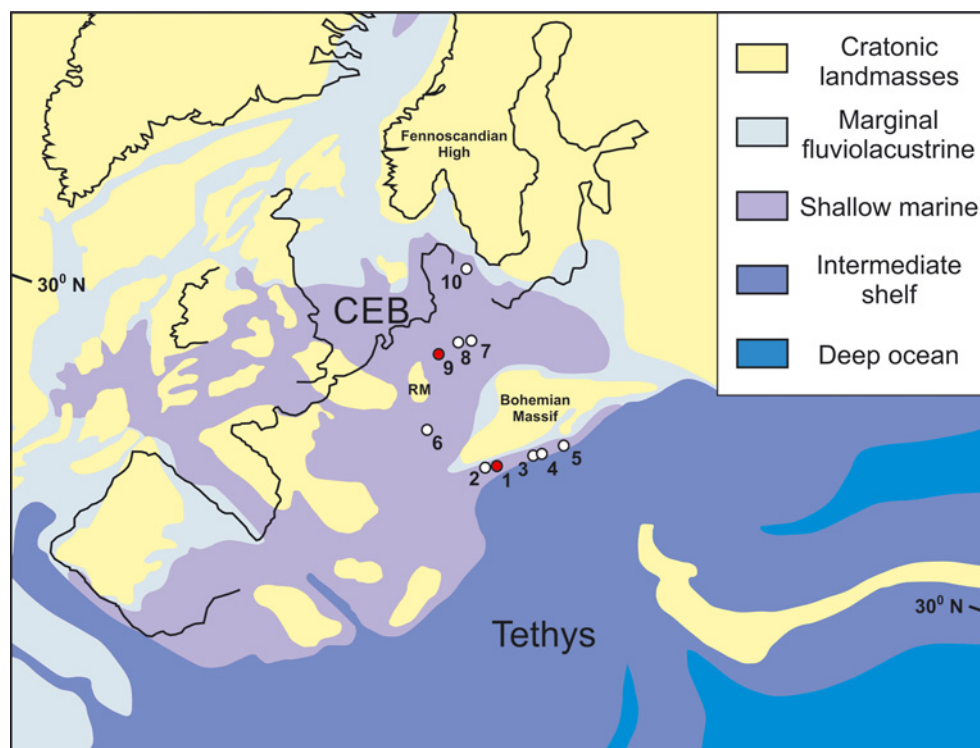 Cratonic
landmasses
Marginal
fluviolacustrine
Shallow marine
Intermediate
shelf
Deep ocean
Fennoscandian
High
30⁰ N
10
CEB
8
7
9
RM
Bohemian
Massif
6
5
3
4
2
1
30⁰ N
Tethys